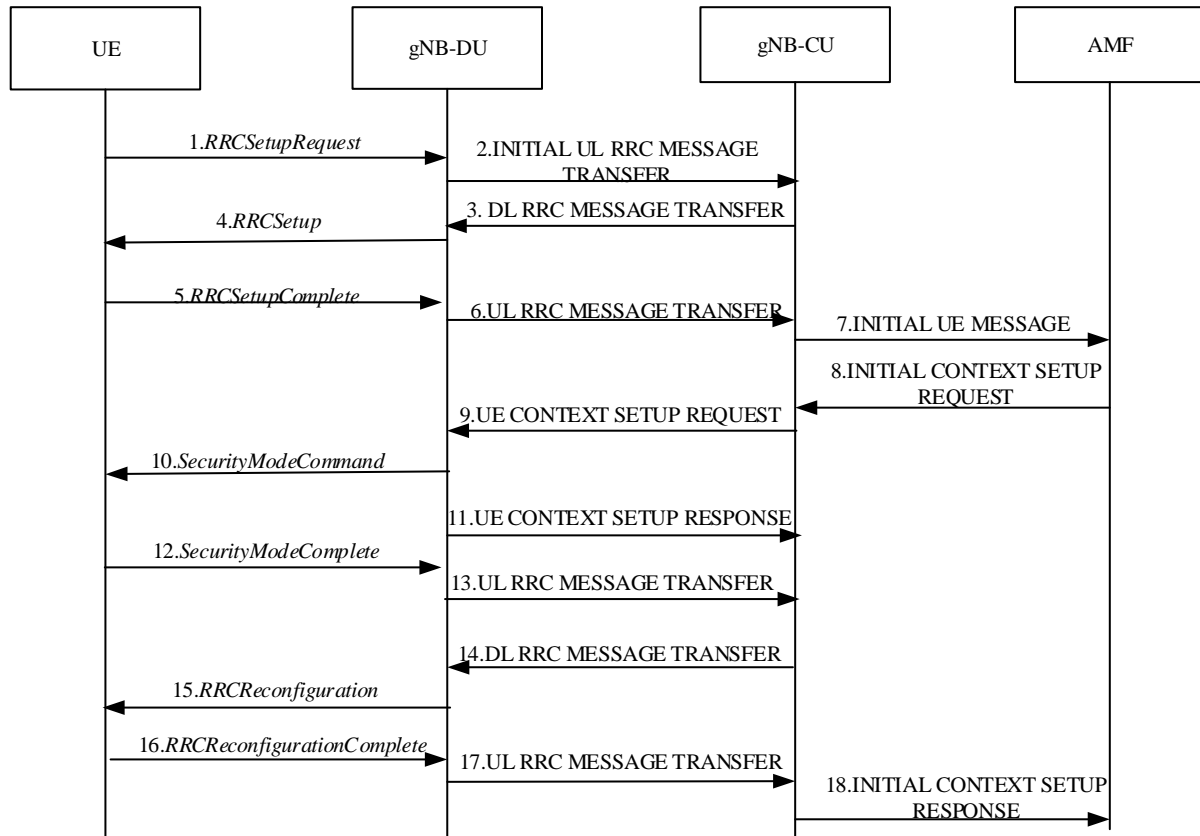 UE
gNB-DU
gNB-CU
AMF
1.RRCSetupRequest
2.INITIAL UL RRC MESSAGE
TRANSFER
3. DL RRC MESSAGE TRANSFER
4.RRCSetup
5.RRCSetupComplete
6.UL RRC MESSAGE TRANSFER
7.INITIAL UE MESSAGE
8.INITIAL CONTEXT SETUP
REQUEST
9.UE CONTEXT SETUP REQUEST
10.SecurityModeCommand
11.UE CONTEXT SETUP RESPONSE
12.SecurityModeComplete
13.UL RRC MESSAGE TRANSFER
14.DL RRC MESSAGE TRANSFER
15.RRCReconfiguration
16.RRCReconfigurationComplete
17.UL RRC MESSAGE TRANSFER
18.INITIAL CONTEXT SETUP
RESPONSE